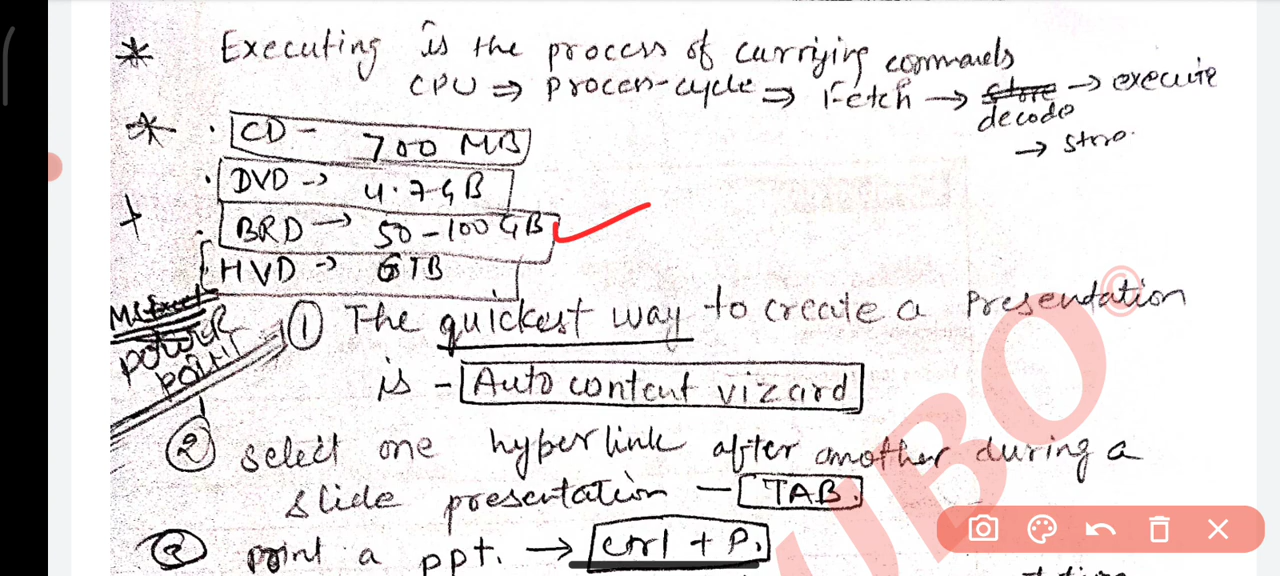 * Executing is the process of carrying commands
CPU ⇒ process-cycle ⇒ Fetch → store → execute
decode
→ store
* · CD - 700 MB
· DVD → 4.7 GB
+ · BRD → 50-100 GB
· HVD → 6TB
power point
① The quickest way to create a presentation
is - Auto content vizard
② select one hyperlink after another during a
slide presentation — TAB.
③ print a ppt. → Ctrl + P.
UBO ©